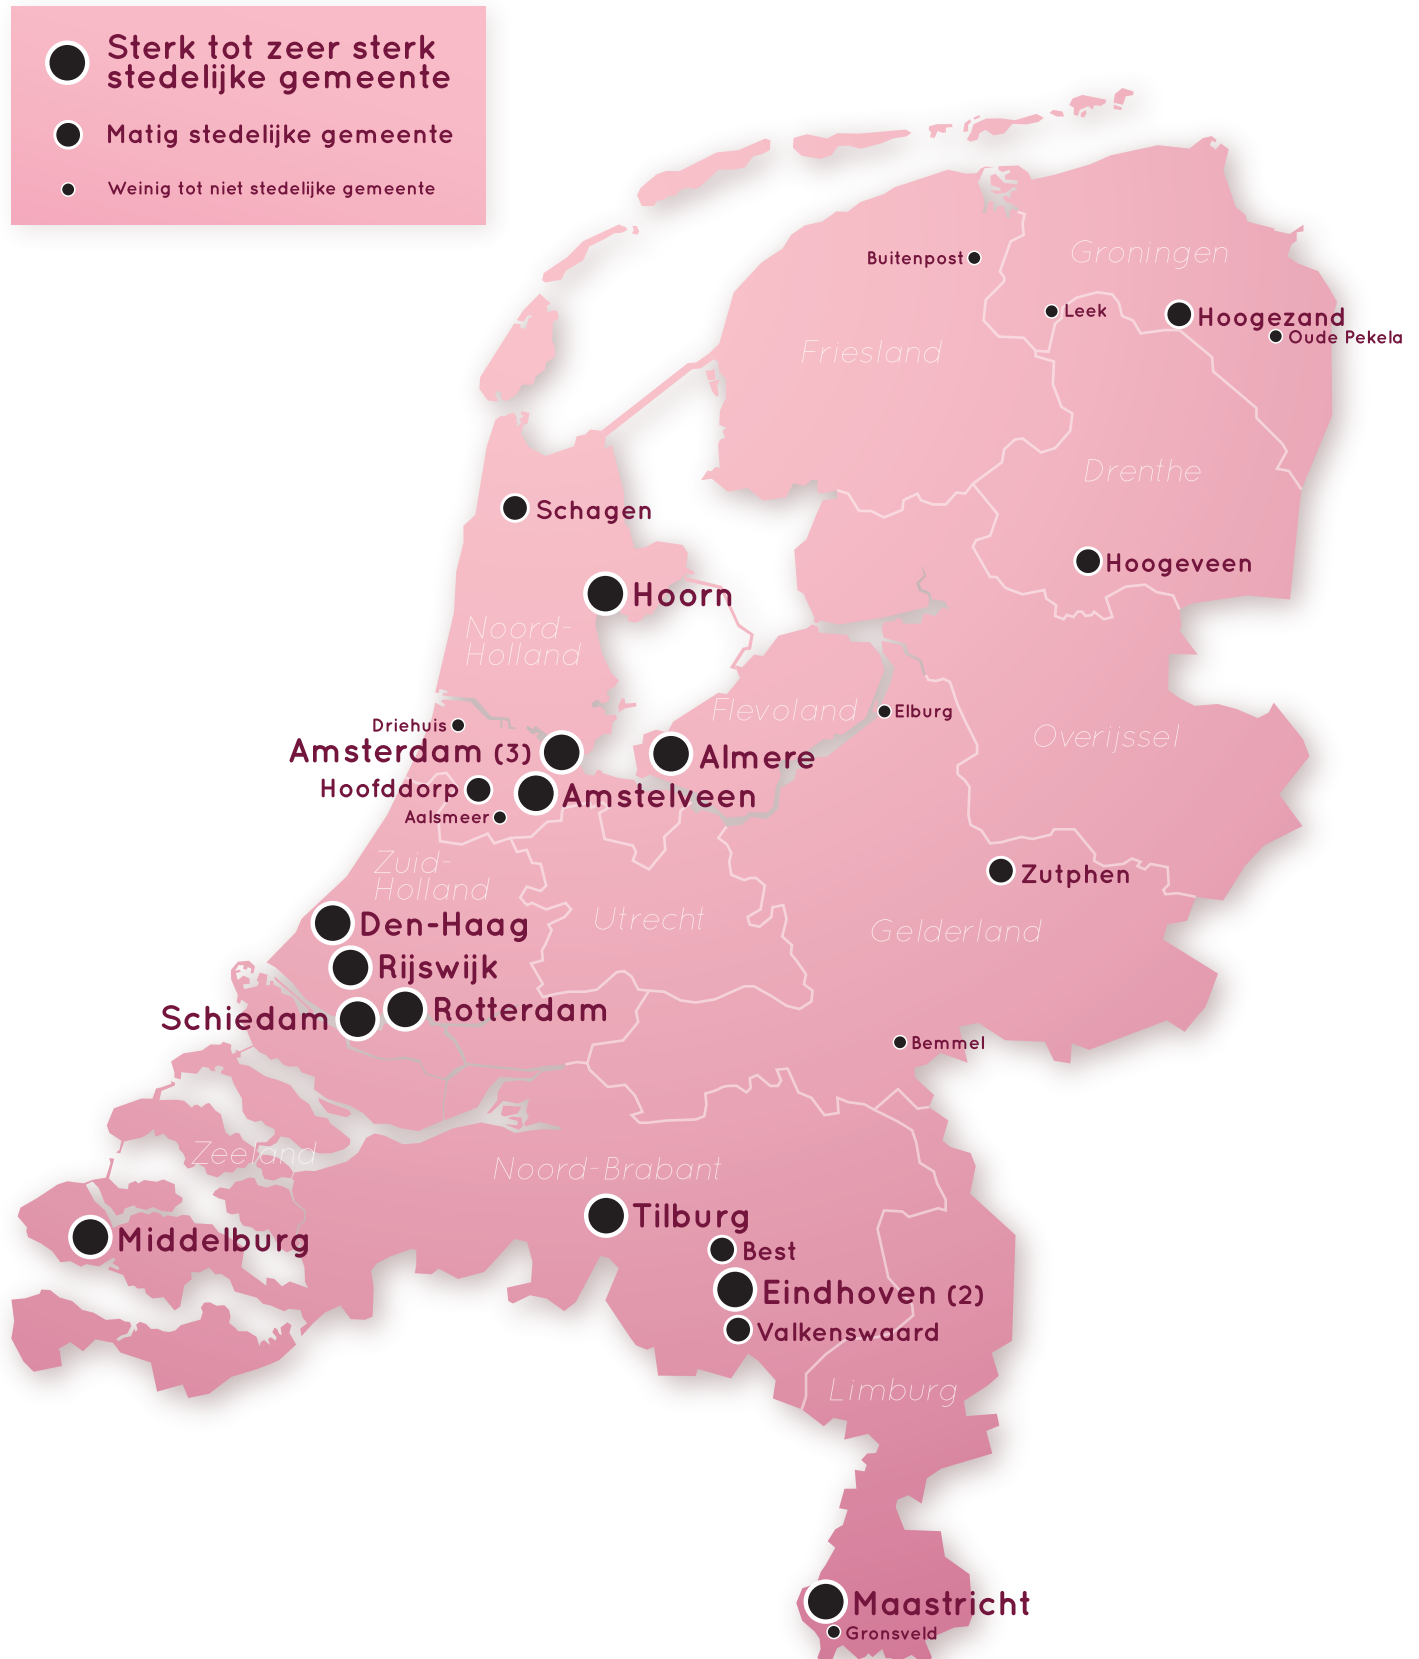 Sterk tot zeer sterk
stedelijke gemeente
Matig stedelijke gemeente
Weinig tot niet stedelijke gemeente
Groningen
Buitenpost
Leek
Hoogezand
Oude Pekela
Friesland
Drenthe
Schagen
Hoogeveen
Hoorn
Noord-
Holland
Flevoland
Elburg
Driehuis
Overijssel
Amsterdam (3)
Almere
Hoofddorp
Amstelveen
Aalsmeer
Zuid-
Holland
Zutphen
Utrecht
Den-Haag
Gelderland
Rijswijk
Rotterdam
Schiedam
Bemmel
Zeeland
Noord-Brabant
Tilburg
Middelburg
Best
Eindhoven (2)
Valkenswaard
Limburg
Maastricht
Gronsveld